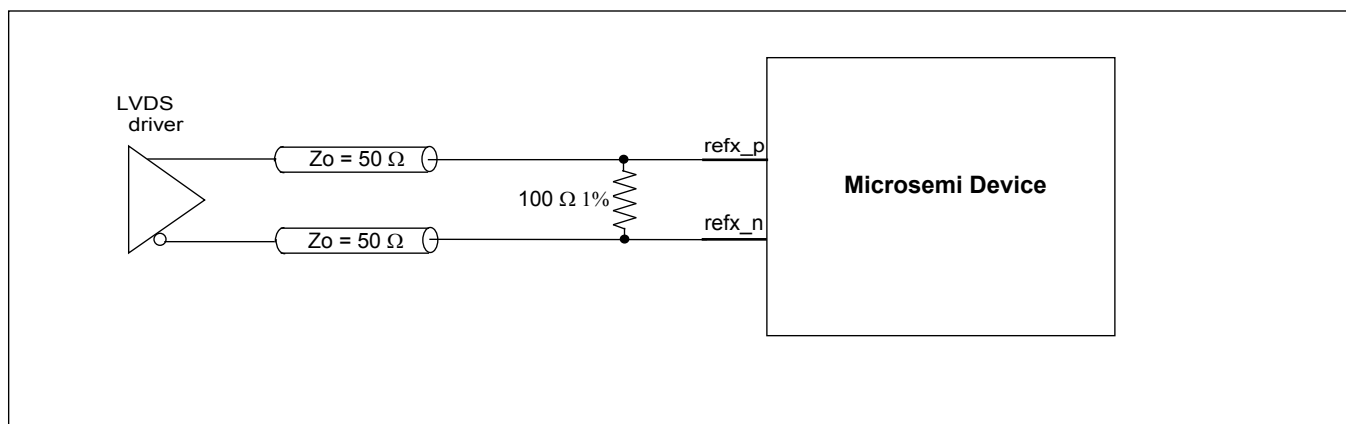 LVDS
driver
Zo = 50 Ω
refx_p
Microsemi Device
100 Ω 1%
Zo = 50 Ω
refx_n